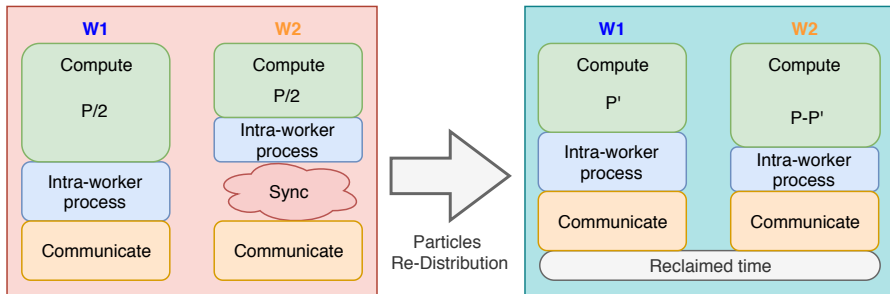 W1
W2
Compute
P/2
Intra-worker
process
Communicate
Compute
P/2
Intra-worker
process
Sync
Communicate
Particles
Re-Distribution
W1
W2
Compute
P'
Intra-worker
process
Communicate
Compute
P-P'
Intra-worker
process
Communicate
Reclaimed time